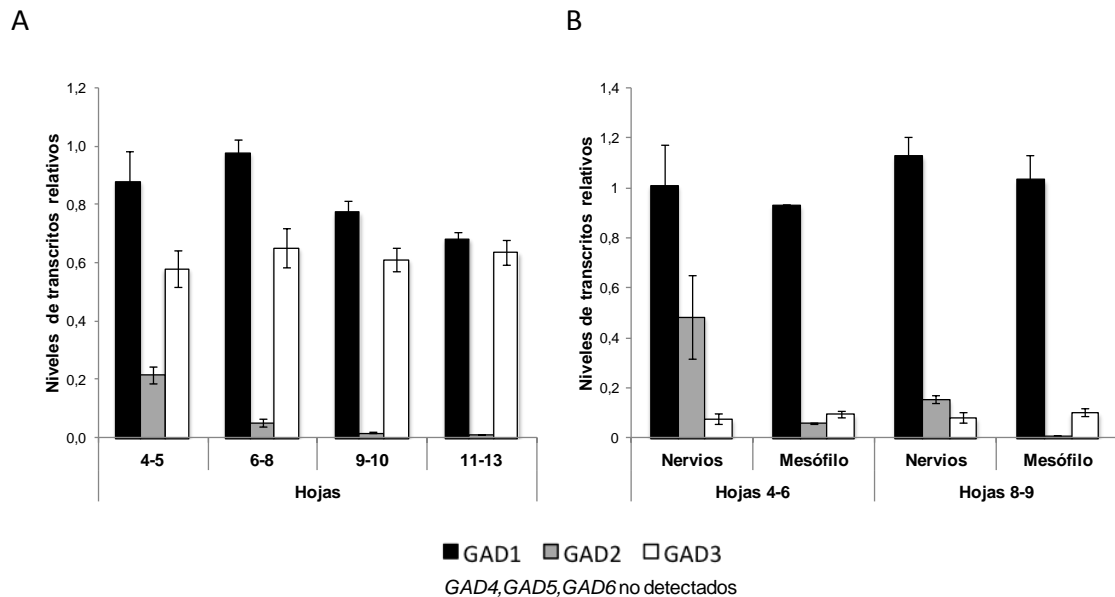 A
Niveles de transcritos relativos
1,2
1,0
0,8
0,6
0,4
0,2
0,0
4-5
6-8
9-10
11-13
Hojas
B
Niveles de transcritos relativos
1,4
1,2
1
0,8
0,6
0,4
0,2
0
Nervios
Mesófilo
Nervios
Mesófilo
Hojas 4-6
Hojas 8-9
GAD1 GAD2 GAD3
GAD4,GAD5,GAD6 no detectados